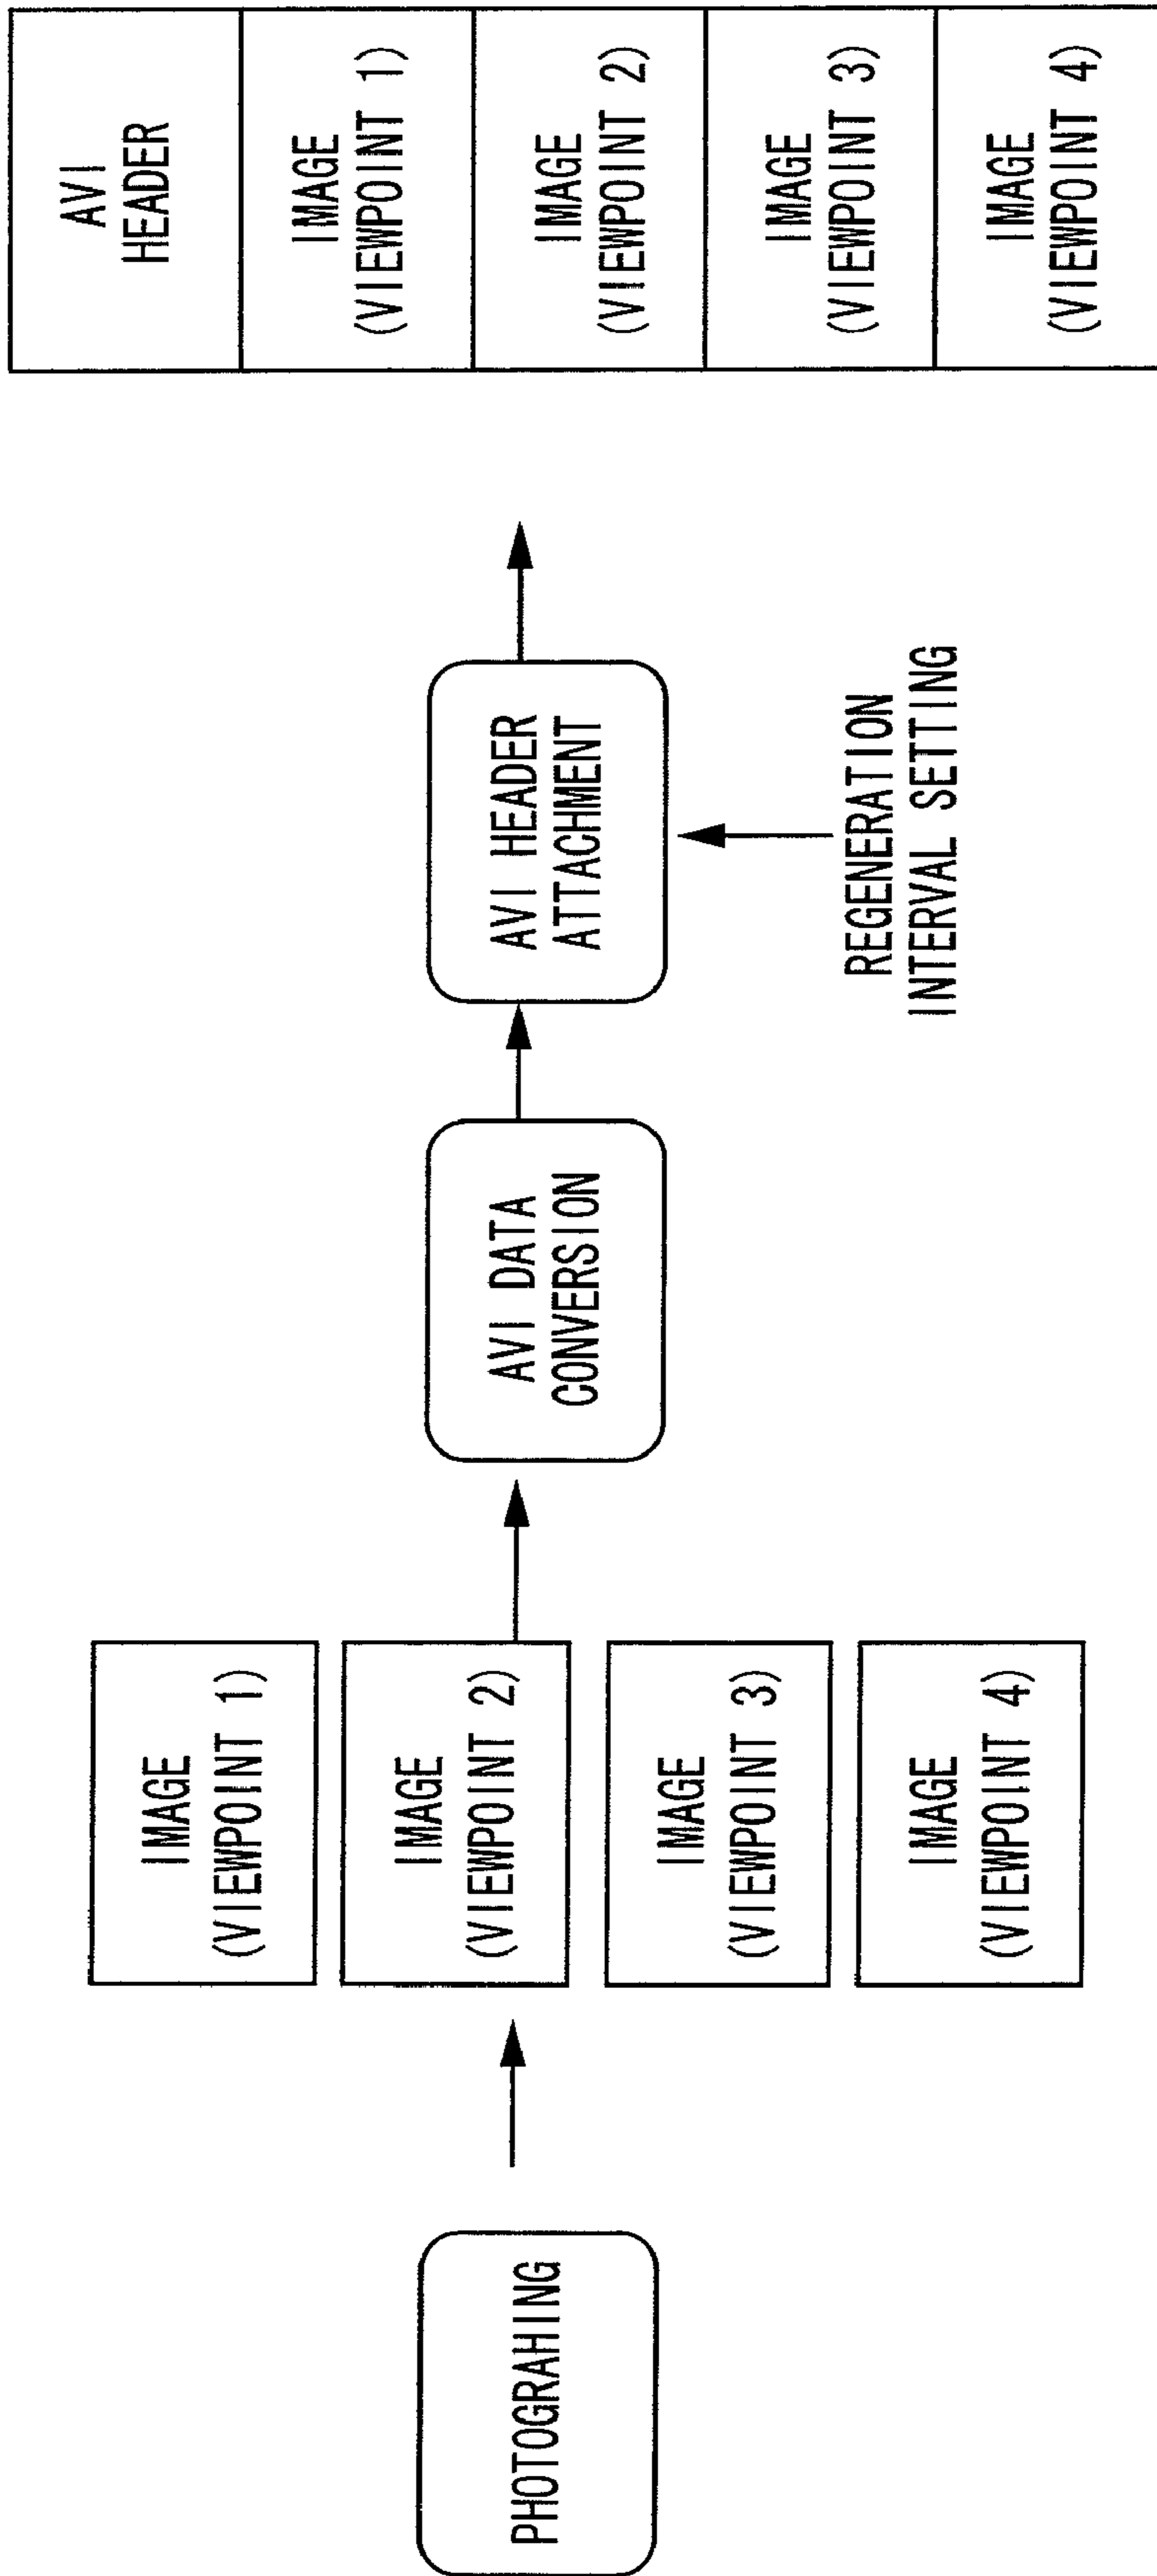 PHOTOGRAHING
IMAGE
(VIEWPOINT 1)
IMAGE
(VIEWPOINT 2)
IMAGE
(VIEWPOINT 3)
IMAGE
(VIEWPOINT 4)
AVI DATA
CONVERSION
AVI HEADER
ATTACHMENT
REGENERATION
INTERVAL SETTING
AVI
HEADER
IMAGE
(VIEWPOINT 1)
IMAGE
(VIEWPOINT 2)
IMAGE
(VIEWPOINT 3)
IMAGE
(VIEWPOINT 4)